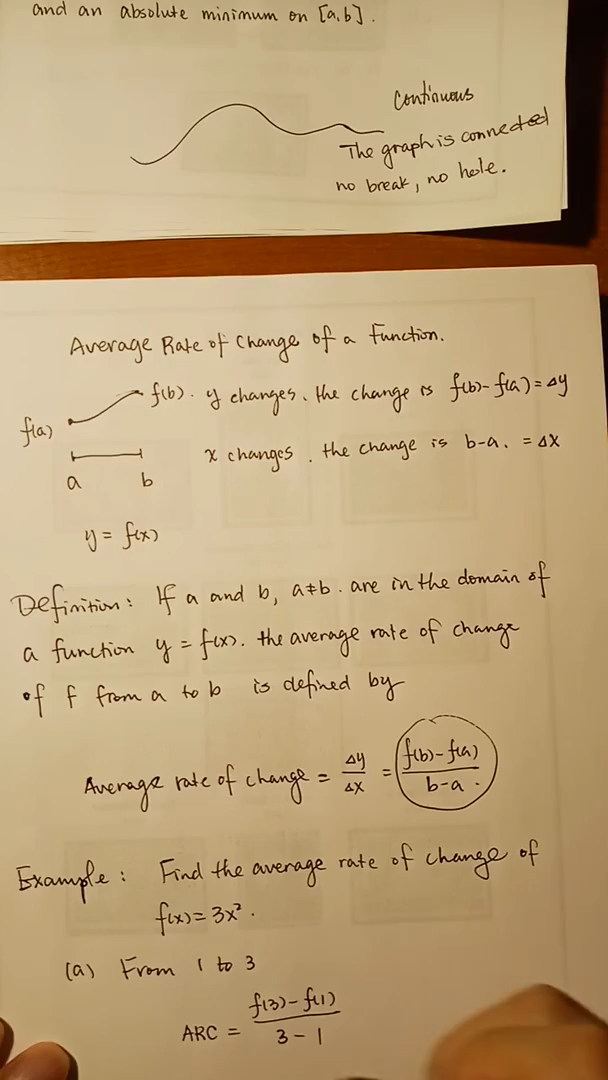 and an absolute minimum on [a,b].
Continuous
The graph is connected
no break, no hole.
Average Rate of Change of a Function.
f(a) f(b). y changes. the change is f(b)-f(a) = Δy
x changes. the change is b-a. = Δx
a b
y = f(x)
Definition: If a and b, a≠b. are in the domain of
a function y = f(x). the average rate of change
of f from a to b is defined by
Average rate of change = Δy/Δx = f(b)-f(a)/b-a.
Example: Find the average rate of change of
f(x) = 3x².
(a) From 1 to 3
ARC = f(3)-f(1)/3-1